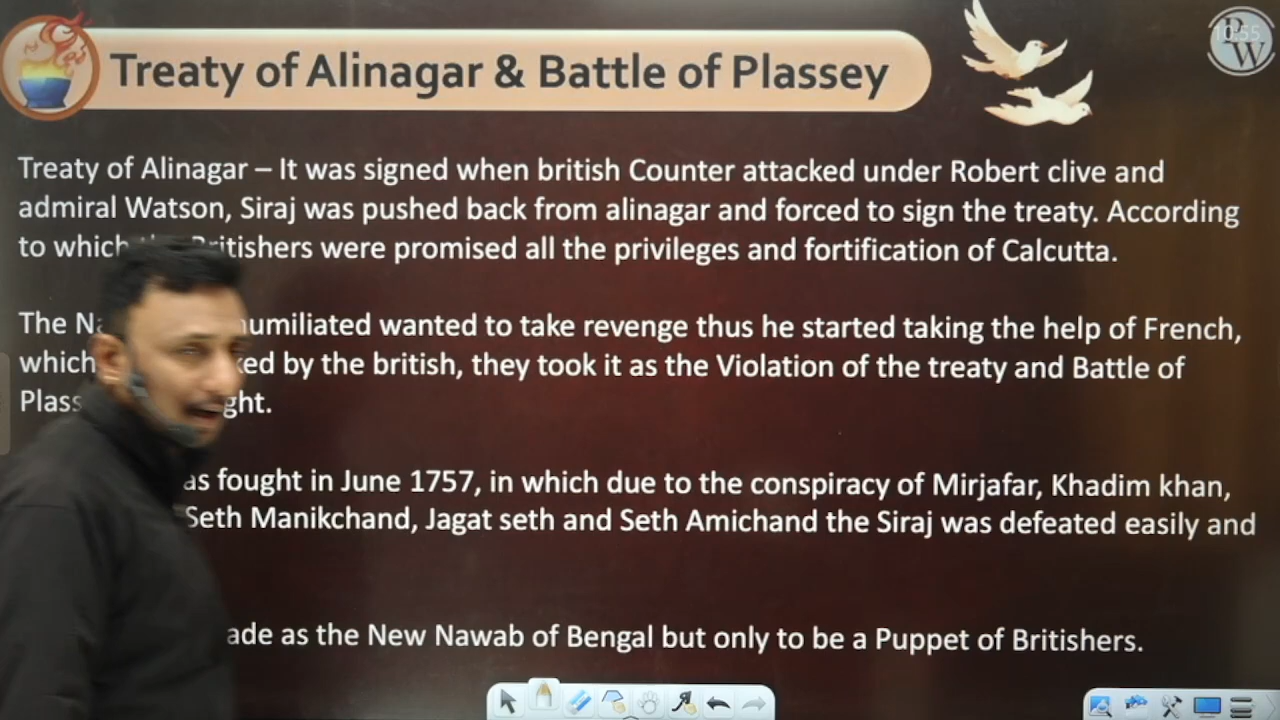 Treaty of Alinagar & Battle of Plassey
10:55
PW
Treaty of Alinagar – It was signed when british Counter attacked under Robert clive and
admiral Watson, Siraj was pushed back from alinagar and forced to sign the treaty. According
to which Britishers were promised all the privileges and fortification of Calcutta.
The humiliated wanted to take revenge thus he started taking the help of French,
which by the british, they took it as the Violation of the treaty and Battle of
as fought in June 1757, in which due to the conspiracy of Mirjafar, Khadim khan,
Seth Manikchand, Jagat seth and Seth Amichand the Siraj was defeated easily and
ade as the New Nawab of Bengal but only to be a Puppet of Britishers.